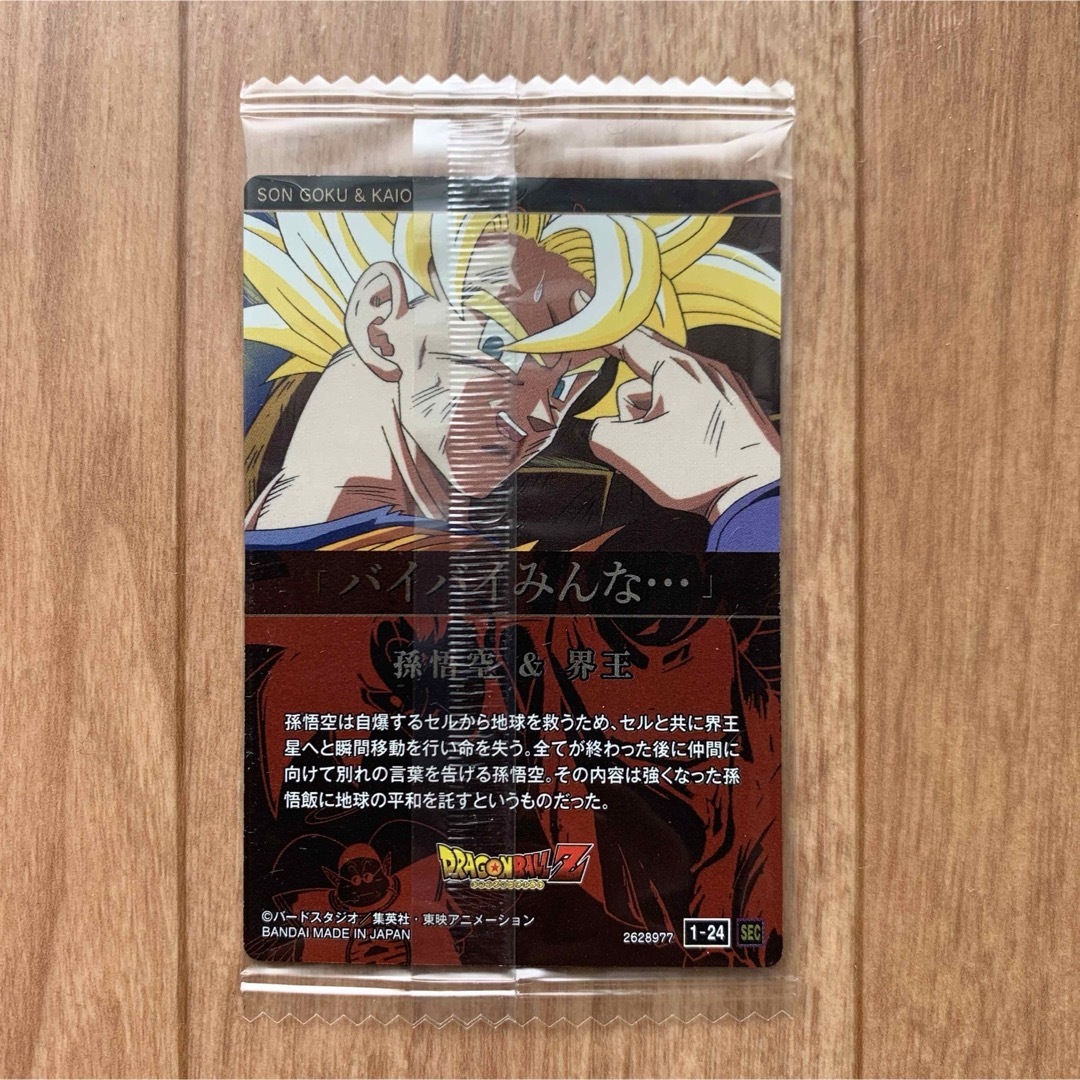 SON GOKU & KAIO
「バイバイみんな…」
孫悟空 & 界王
孫悟空は自爆するセルから地球を救うため、セルと共に界王
星へと瞬間移動を行い命を失う。全てが終わった後に仲間に
向けて別れの言葉を告げる孫悟空。その内容は強くなった孫
悟飯に地球の平和を託すというものだった。
DRAGONBALL Z
©バードスタジオ/集英社・東映アニメーション
BANDAI MADE IN JAPAN
2628977 1-24 SEC